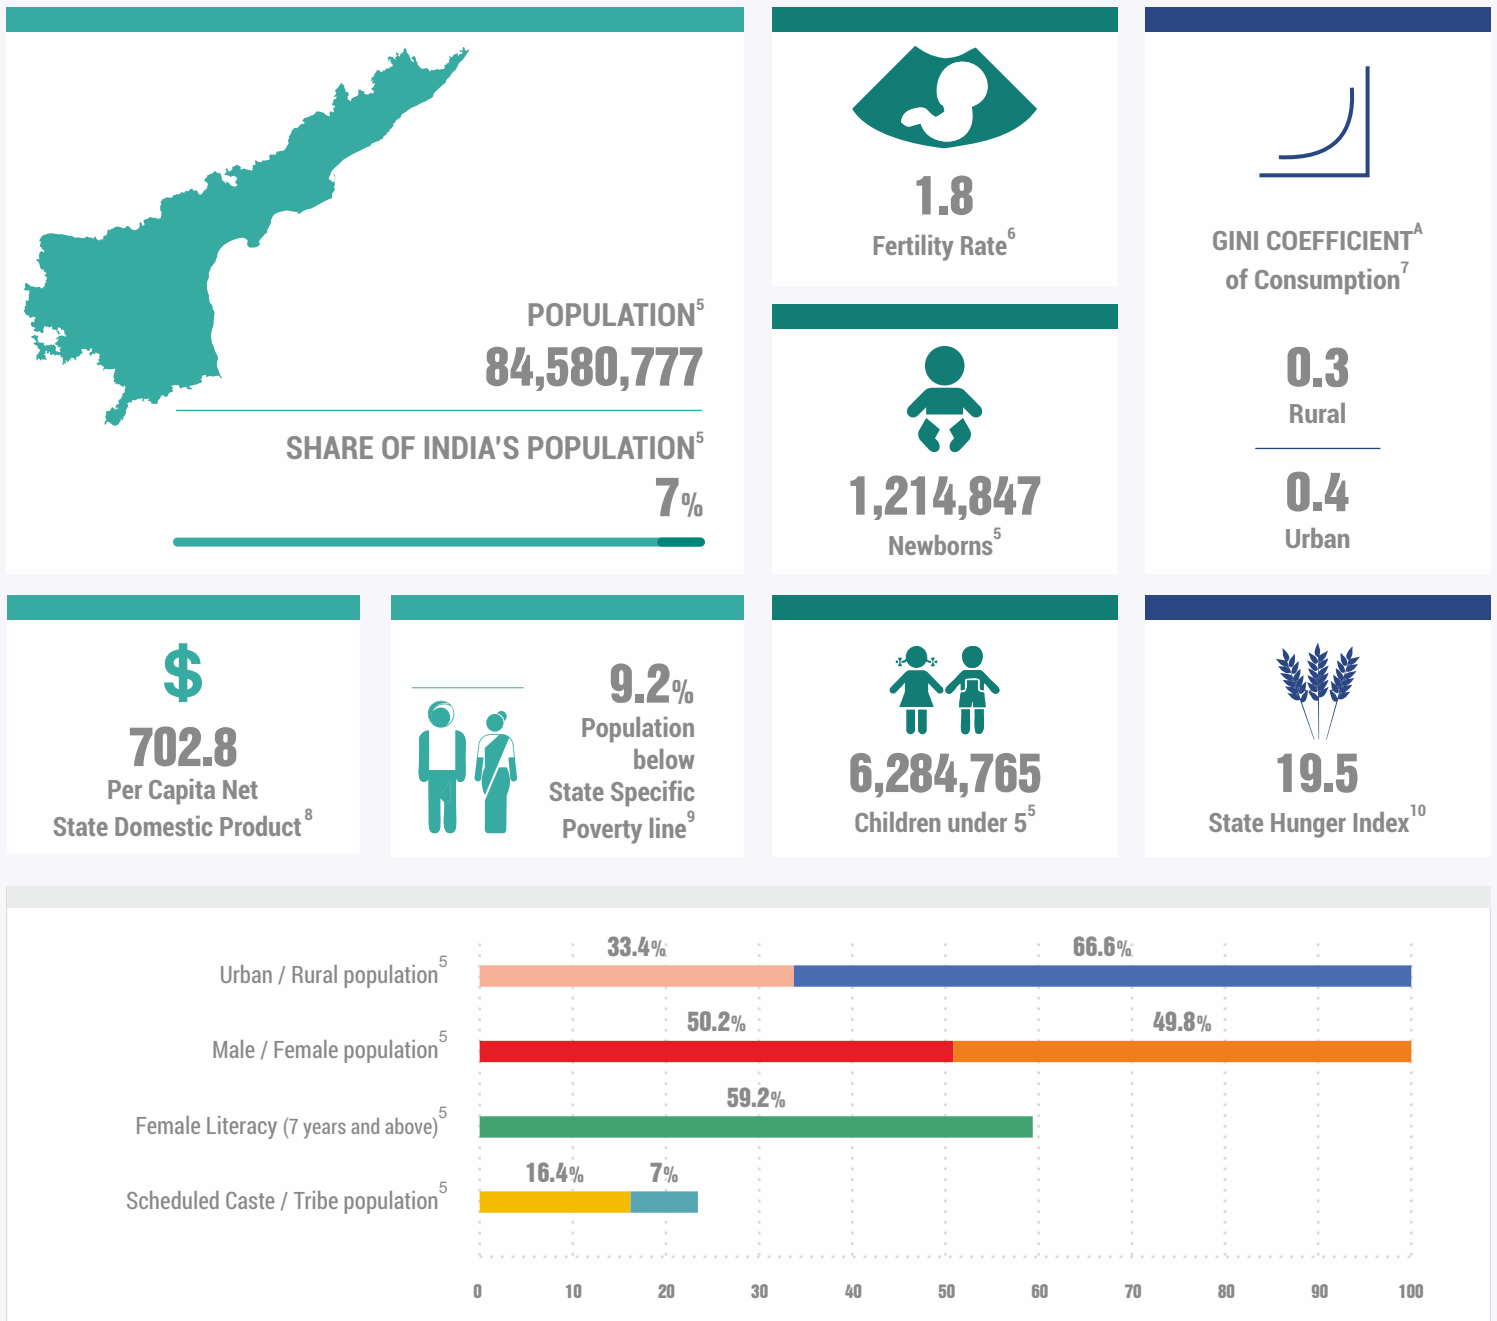 POPULATION5
84,580,777
SHARE OF INDIA'S POPULATION5
7%
1.8
Fertility Rate6
1,214,847
Newborns5
GINI COEFFICIENTA
of Consumption7
0.3
Rural
0.4
Urban
$
702.8
Per Capita Net
State Domestic Product8
9.2%
Population
below
State Specific
Poverty line9
6,284,765
Children under 55
19.5
State Hunger Index10
33.4% 66.6%
Urban / Rural population5
50.2% 49.8%
Male / Female population5
59.2%
Female Literacy (7 years and above)5
16.4% 7%
Scheduled Caste / Tribe population5
0 10 20 30 40 50 60 70 80 90 100